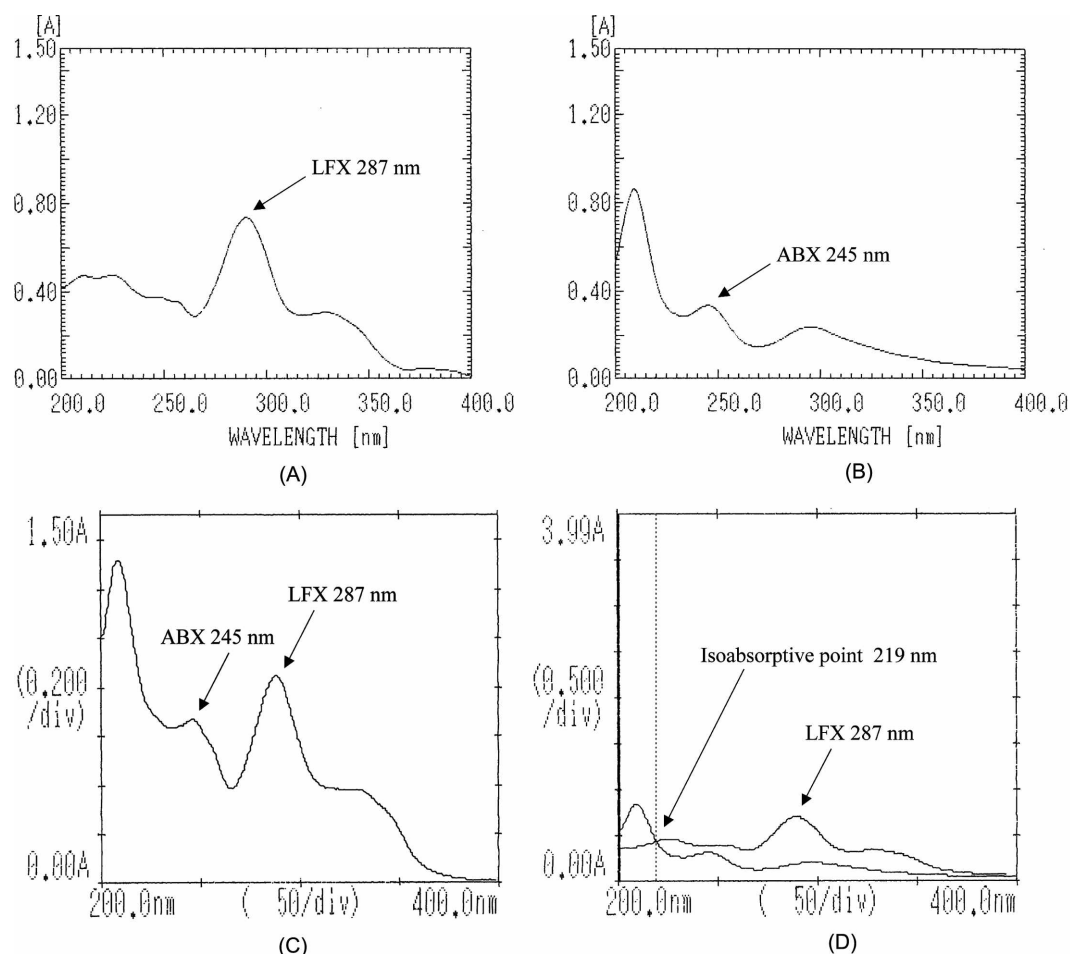 [A]
1.50
1.20
0.80
0.40
0.00
LFX 287 nm
200.0 250.0 300.0 350.0 400.0
WAVELENGTH [nm]
(A)
[A]
1.50
1.20
0.80
0.40
0.00
ABX 245 nm
200.0 250.0 300.0 350.0 400.0
WAVELENGTH [nm]
(B)
1.50A
(0.200
/div)
0.00A
ABX 245 nm
LFX 287 nm
200.0nm ( 50/div) 400.0nm
(C)
3.99A
(0.500
/div)
0.00A
Isoabsorptive point 219 nm
LFX 287 nm
200.0nm ( 50/div) 400.0nm
(D)